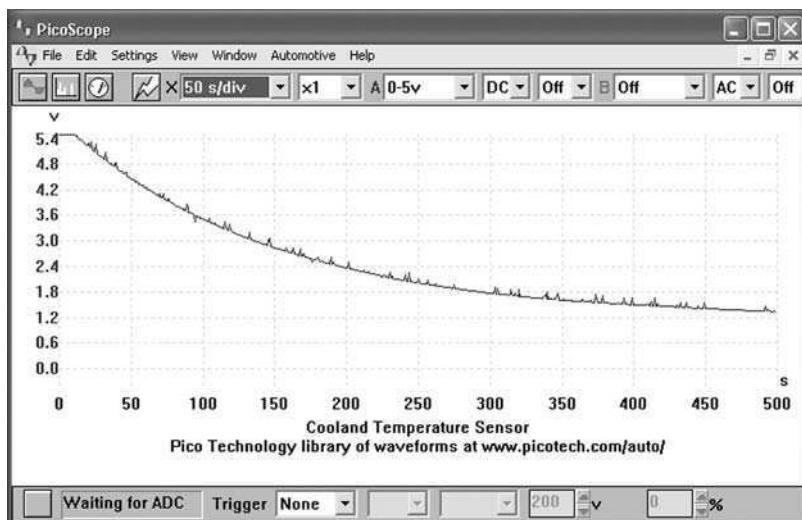 PicoScope
File Edit Settings View Window Automotive Help
X 50 s/div x1 A 0-5v DC Off B Off AC Off
v
5.4
4.8
4.2
3.6
3.0
2.4
1.8
1.2
0.6
0.0
s
0 50 100 150 200 250 300 350 400 450 500
Cooland Temperature Sensor
Pico Technology library of waveforms at www.picotech.com/auto/
Waiting for ADC Trigger None 200 v 0 %